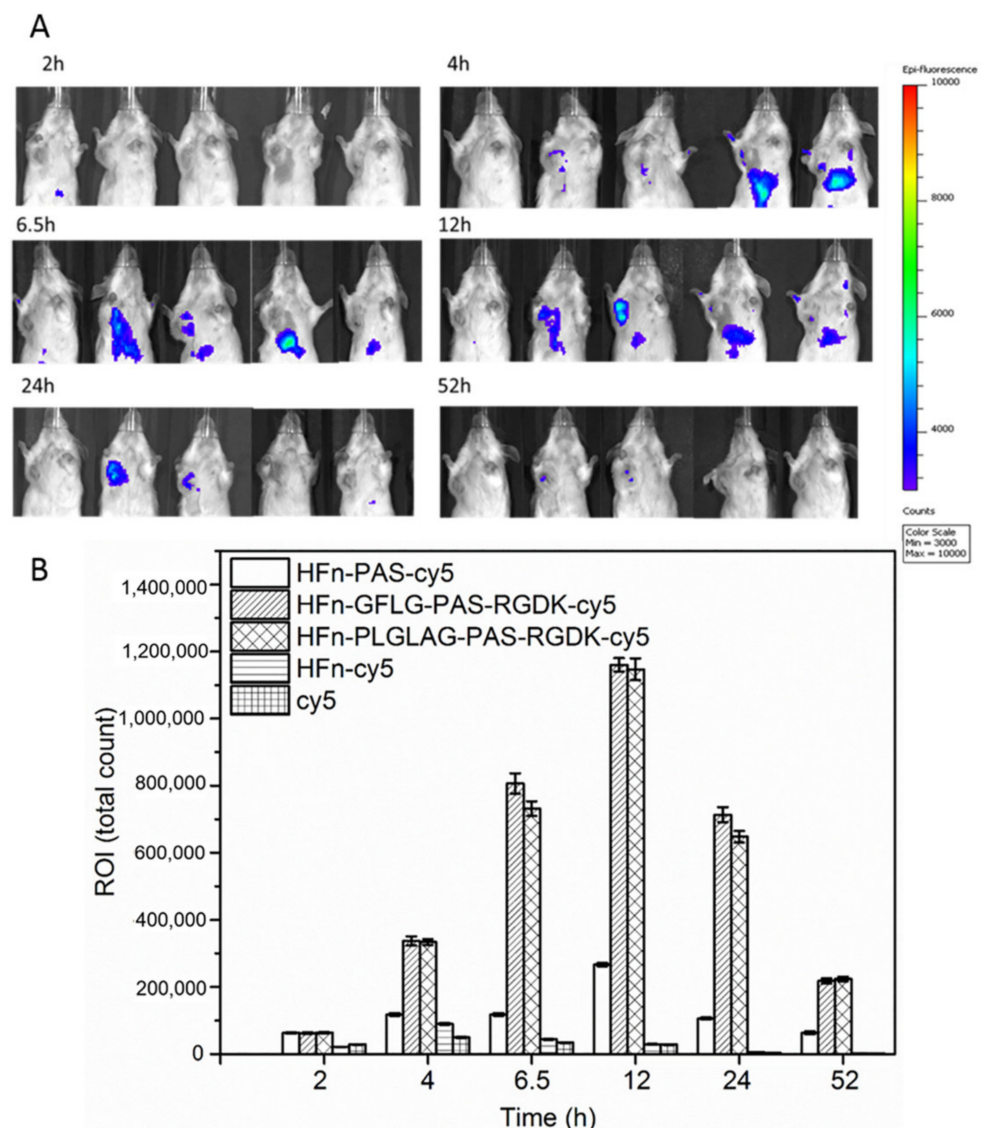 A
2h
4h
Epi-fluorescence
10000
8000
6000
4000
Counts
Color Scale
Min = 3000
Max = 10000
6.5h
12h
24h
52h
B
HFn-PAS-cy5
HFn-GFLG-PAS-RGDK-cy5
HFn-PLGLAG-PAS-RGDK-cy5
HFn-cy5
cy5
ROI (total count)
1,400,000
1,200,000
1,000,000
800,000
600,000
400,000
200,000
0
2 4 6.5 12 24 52
Time (h)